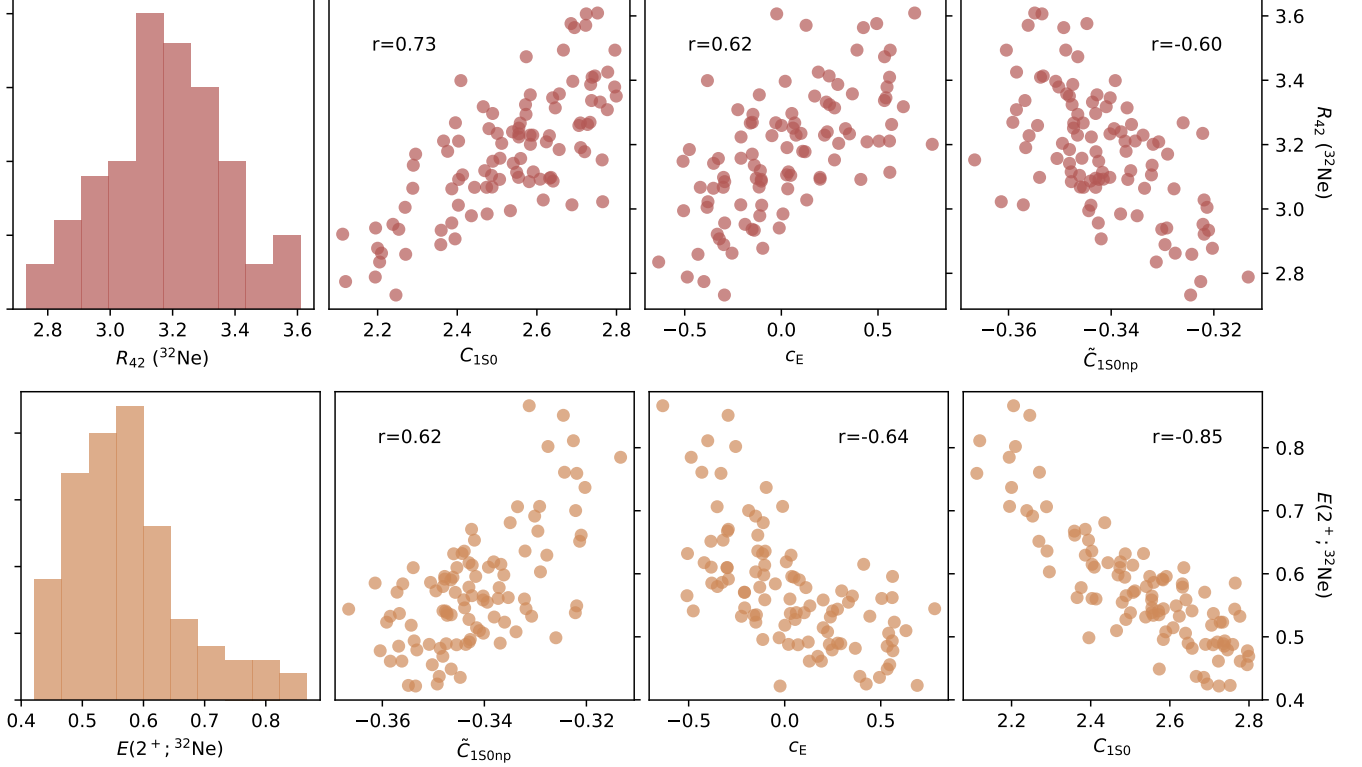 r=0.73
r=0.62
r=-0.60
3.6
3.4
3.2
3.0
2.8
R₄₂ (³²Ne)
2.8 3.0 3.2 3.4 3.6
2.2 2.4 2.6 2.8
−0.5 0.0 0.5
−0.36 −0.34 −0.32
R₄₂ (³²Ne)
C₁S₀
c_E
C̃₁S₀np
r=0.62
r=-0.64
r=-0.85
0.8
0.7
0.6
0.5
0.4
E(2⁺; ³²Ne)
0.4 0.5 0.6 0.7 0.8
−0.36 −0.34 −0.32
−0.5 0.0 0.5
2.2 2.4 2.6 2.8
E(2⁺; ³²Ne)
C̃₁S₀np
c_E
C₁S₀